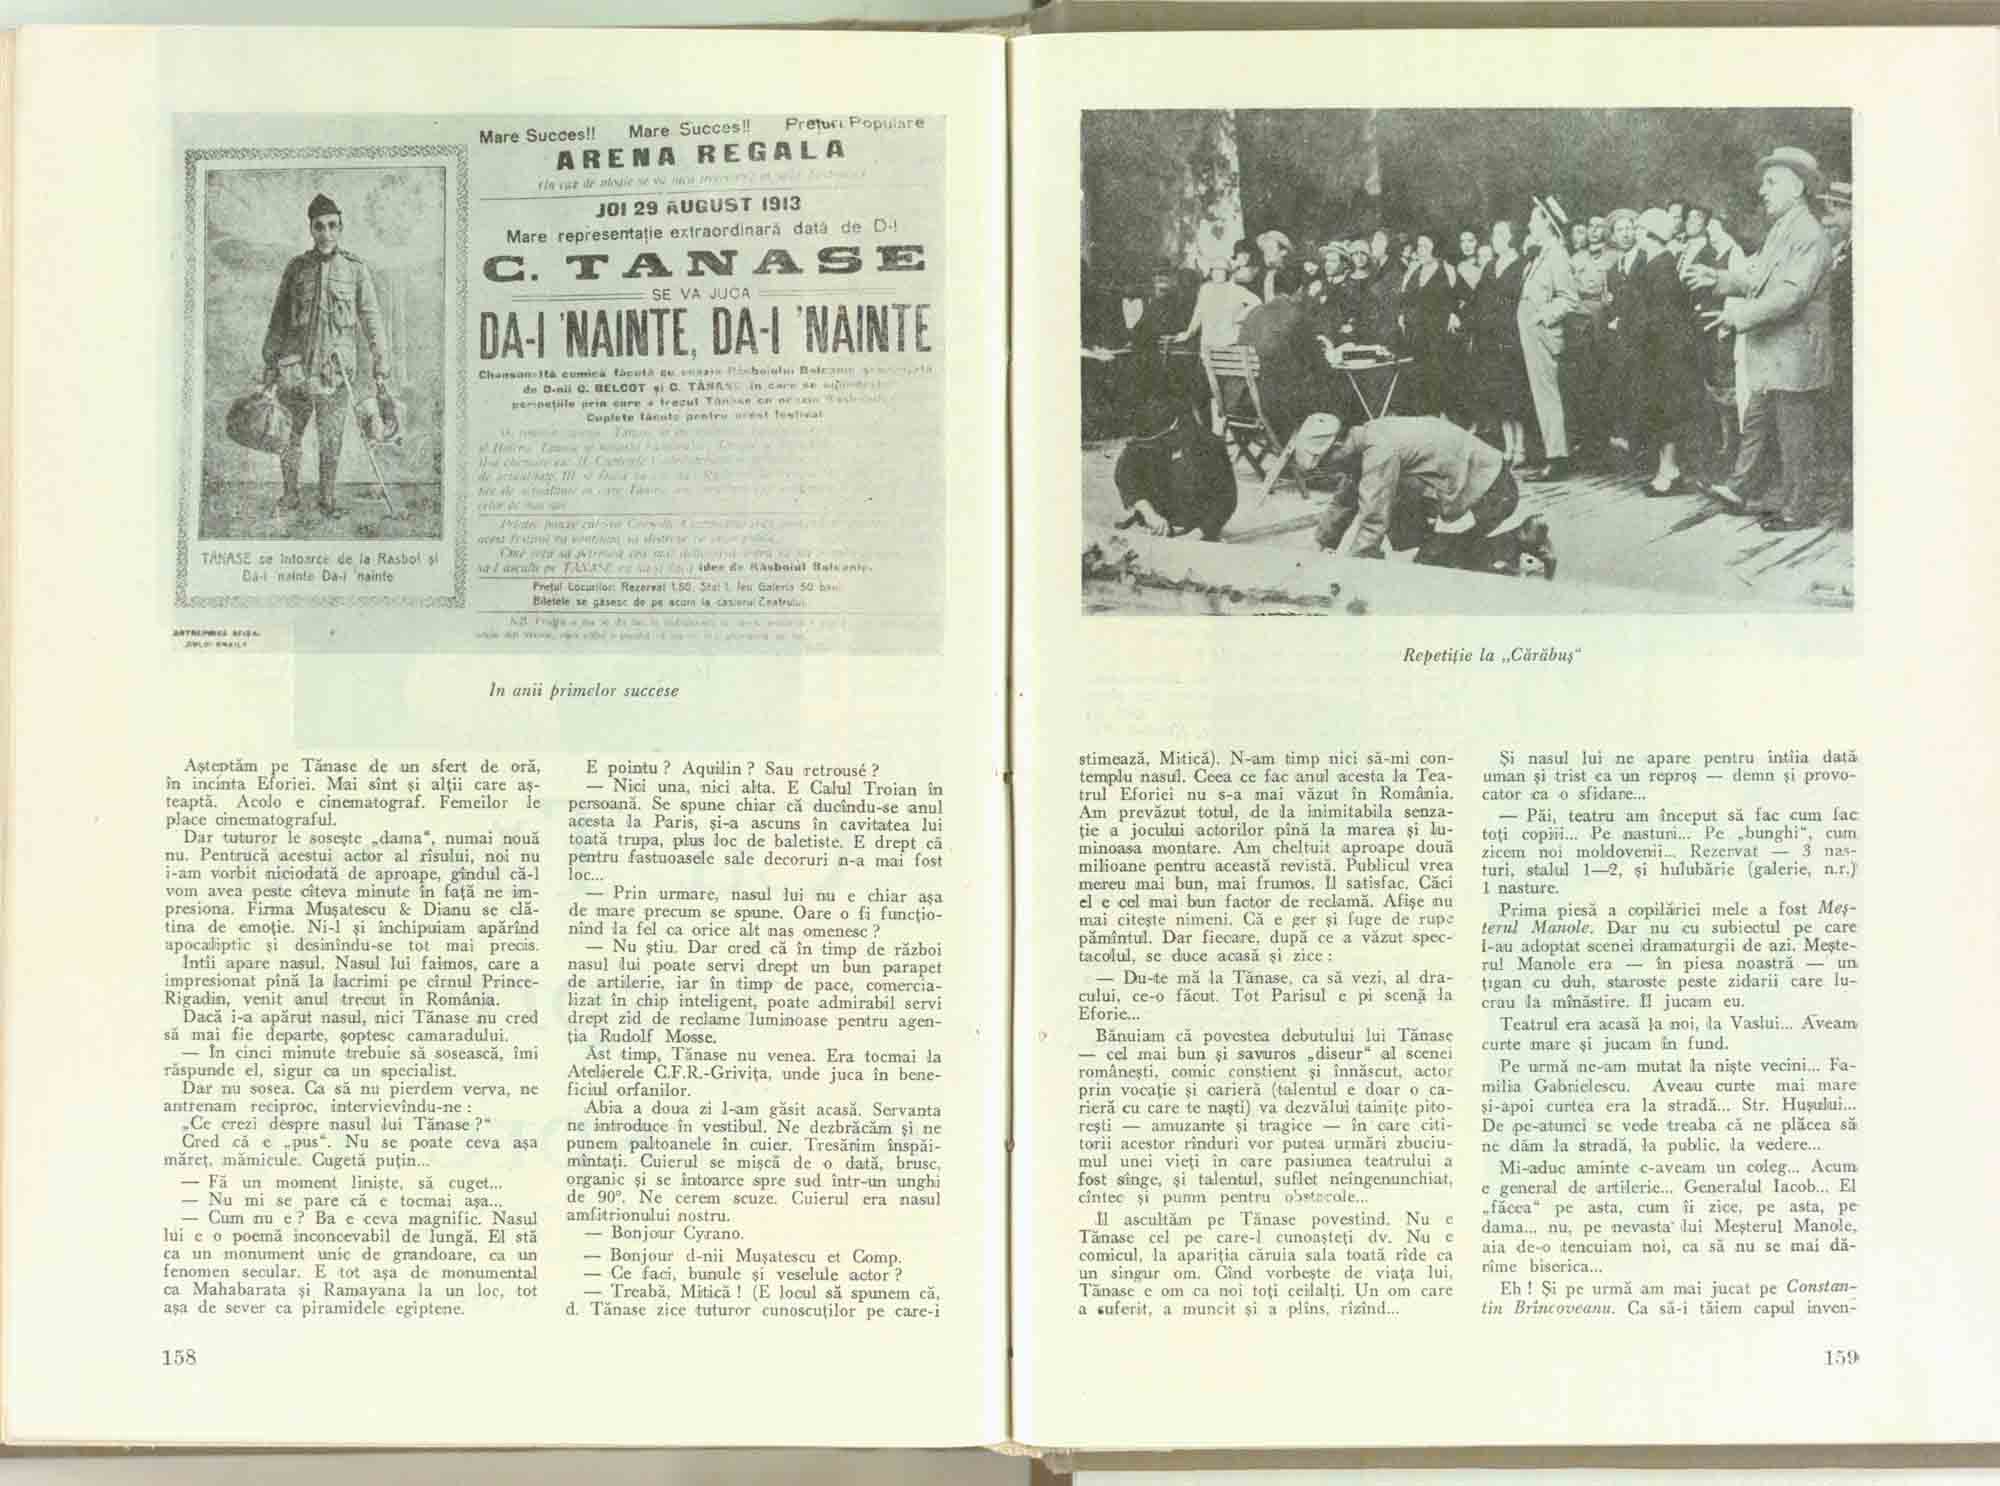 Mare Succes!! Mare Succes!! Prețuri Populare
ARENA REGALA
JOI 29 AUGUST 1913
Mare representație extraordinară dată de D-l
C. TANASE
SE VA JUCA
DA-I 'NAINTE, DA-I 'NAINTE
Chansonetă comică făcută cu ocazia Răsboiului Balcanic
de D-nii G. BELCOT și C. TĂNASE în care se
peripețiile prin care a trecut Tănase cu ocazia
Cuplete făcute pentru acest festival
idee de Răsboiul Balcanic.
Prețul Locurilor: Rezervat 1.50, Stal 1 leu Galeria 50 bani
Biletele se găsesc de pe acum la casierul Teatrului
TĂNASE se întoarce de la Rasboi și
Da-i nainte Da-i nainte
In anii primelor succese
Așteptăm pe Tănase de un sfert de oră,
în incinta Eforiei. Mai sînt și alții care aș-
teaptă. Acolo e cinematograf. Femeilor le
place cinematograful.
Dar tuturor le sosește „dama“, numai nouă
nu. Pentrucă acestui actor al rîsului, noi nu
i-am vorbit niciodată de aproape, gîndul că-l
vom avea peste cîteva minute în față ne im-
presiona. Firma Mușatescu & Dianu se clă-
tina de emoție. Ni-l și închipuiam apărînd
apocaliptic și desinîndu-se tot mai precis.
Intîi apare nasul. Nasul lui faimos, care a
impresionat pînă la lacrimi pe cîrnul Prince-
Rigadin, venit anul trecut în România.
Dacă i-a apărut nasul, nici Tănase nu cred
să mai fie departe, șoptesc camaradului.
— În cinci minute trebuie să sosească, îmi
răspunde el, sigur ca un specialist.
Dar nu sosea. Ca să nu pierdem verva, ne
antrenam reciproc, intervievîndu-ne :
„Ce crezi despre nasul lui Tănase ?“
Cred că e „pus“. Nu se poate ceva așa
măreț, mămicule. Cugetă puțin...
— Fă un moment liniște, să cuget...
— Nu mi se pare că e tocmai așa...
— Cum nu e ? Ba e ceva magnific. Nasul
lui e o poemă inconcevabil de lungă. El stă
ca un monument unic de grandoare, ca un
fenomen secular. E tot așa de monumental
ca Mahabarata și Ramayana la un loc, tot
așa de sever ca piramidele egiptene.
E pointu ? Aquilin ? Sau retroussé ?
— Nici una, nici alta. E Calul Troian în
persoană. Se spune chiar că ducîndu-se anul
acesta la Paris, și-a ascuns în cavitatea lui
toată trupa, plus loc de baletiste. E drept că
pentru fastuoasele sale decoruri n-a mai fost
loc...
— Prin urmare, nasul lui nu e chiar așa
de mare precum se spune. Oare o fi funcțio-
nind la fel ca orice alt nas omenesc ?
— Nu știu. Dar cred că în timp de război
nasul lui poate servi drept un bun parapet
de artilerie, iar în timp de pace, comercia-
lizat în chip inteligent, poate admirabil servi
drept zid de reclame luminoase pentru agen-
ția Rudolf Mosse.
Ast timp, Tănase nu venea. Era tocmai la
Atelierele C.F.R.-Grivița, unde juca în bene-
ficiul orfanilor.
Abia a doua zi l-am găsit acasă. Servanta
ne introduce în vestibul. Ne dezbrăcăm și ne
punem paltoanele în cuier. Tresărim înspăi-
mîntați. Cuierul se mișcă de o dată, brusc,
organic și se întoarce spre sud într-un unghi
de 90°. Ne cerem scuze. Cuierul era nasul
amfitrionului nostru.
— Bonjour Cyrano.
— Bonjour d-nii Mușatescu et Comp.
— Ce faci, bunule și veselule actor ?
— Treabă, Mitică ! (E locul să spunem că,
d. Tănase zice tuturor cunoscuților pe care-i
158
Repetiție la „Cărăbuș“
stimează, Mitică). N-am timp nici să-mi con-
templu nasul. Ceea ce fac anul acesta la Tea-
trul Eforiei nu s-a mai văzut în România.
Am prevăzut totul, de la inimitabila senza-
ție a jocului actorilor pînă la marea și lu-
minoasa montare. Am cheltuit aproape două
milioane pentru această revistă. Publicul vrea
mereu mai bun, mai frumos. Il satisfac. Căci
el e cel mai bun factor de reclamă. Afișe nu
mai citește nimeni. Că e ger și fuge de rupe
pămîntul. Dar fiecare, după ce a văzut spec-
tacolul, se duce acasă și zice :
— Du-te mă la Tănase, ca să vezi, al dra-
cului, ce-o făcut. Tot Parisul e pi scenă la
Eforie...
Bănuiam că povestea debutului lui Tănase
— cel mai bun și savuros „diseur“ al scenei
românești, comic conștient și înnăscut, actor
prin vocație și carieră (talentul e doar o ca-
rieră cu care te naști) va dezvălui tainițe pito-
rești — amuzante și tragice — în care citi-
torii acestor rînduri vor putea urmări zbuciu-
mul unei vieți în care pasiunea teatrului a
fost sînge, și talentul, suflet neîngenunchiat,
cîntec și pumn pentru obstacole...
Il ascultăm pe Tănase povestind. Nu e
Tănase cel pe care-l cunoașteți dv. Nu e
comicul, la apariția căruia sala toată rîde ca
un singur om. Cînd vorbește de viața lui,
Tănase e om ca noi toți ceilalți. Un om care
a suferit, a muncit și a plîns, rîzînd...
Și nasul lui ne apare pentru intîia dată
uman și trist ca un reproș — demn și provo-
cator ca o sfidare...
— Păi, teatru am început să fac cum fac
toți copiii... Pe nasturi... Pe „bunghi“, cum
zicem noi moldovenii... Rezervat — 3 nas-
turi, stalul 1—2, și hulubărie (galerie, n.r.)
1 nasture.
Prima piesă a copilăriei mele a fost Meș-
terul Manole. Dar nu cu subiectul pe care
l-au adoptat scenei dramaturgii de azi. Mește-
rul Manole era — în piesa noastră — un
țigan cu duh, staroste peste zidarii care lu-
crau la mînăstire. Il jucam eu.
Teatrul era acasă la noi, la Vaslui... Aveam
curte mare și jucam în fund.
Pe urmă ne-am mutat la niște vecini... Fa-
milia Gabrielescu. Aveau curte mai mare
și-apoi curtea era la stradă... Str. Hușului...
De pe-atunci se vede treaba că ne plăcea să
ne dăm la stradă, la public, la vedere...
Mi-aduc aminte c-aveam un coleg... Acum
e general de artilerie... Generalul Iacob... El
„făcea“ pe asta, cum îi zice, pe asta, pe
dama... nu, pe nevasta lui Meșterul Manole,
aia de-o tencuiam noi, ca să nu se mai dă-
rîme biserica...
Eh ! Și pe urmă am mai jucat pe Constan-
tin Brîncoveanu. Ca să-i tăiem capul inven-
159